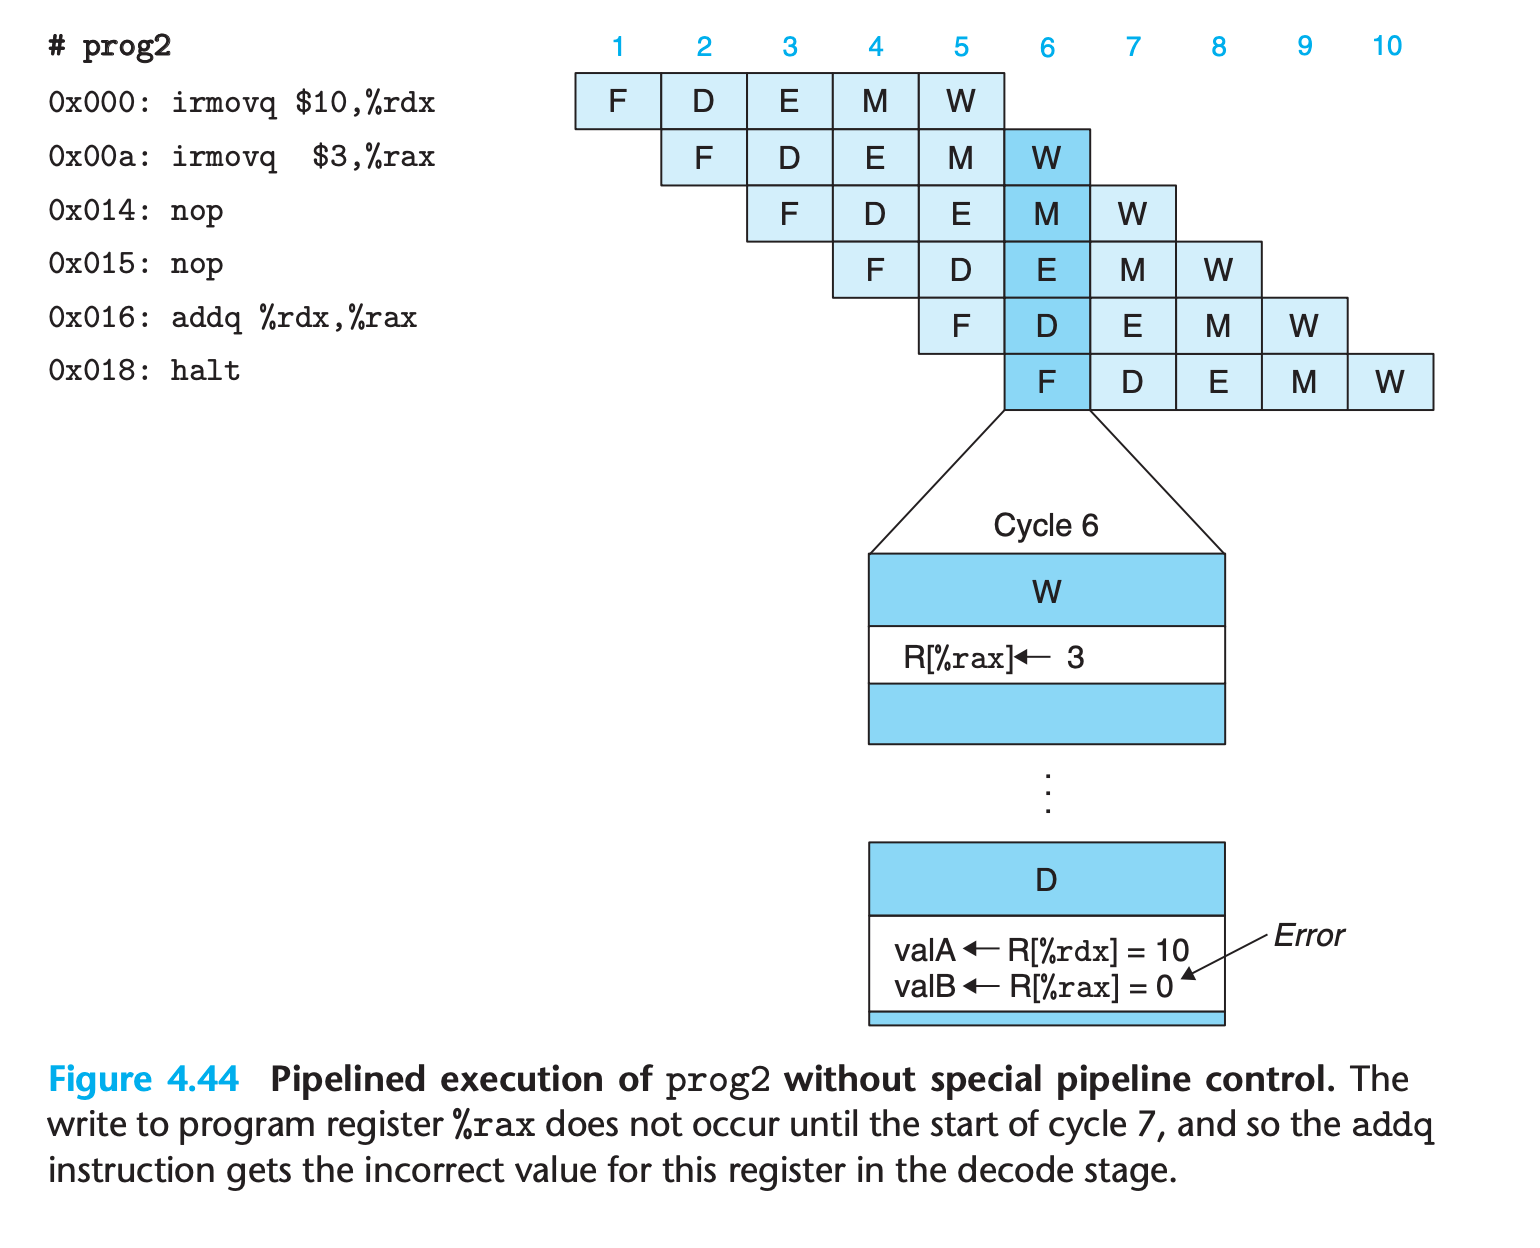 # prog2
1 2 3 4 5 6 7 8 9 10
0x000: irmovq $10,%rdx F D E M W
0x00a: irmovq $3,%rax F D E M W
0x014: nop F D E M W
0x015: nop F D E M W
0x016: addq %rdx,%rax F D E M W
0x018: halt F D E M W
Cycle 6
W
R[%rax] ← 3
.
.
.
D
valA ← R[%rdx] = 10
Error
valB ← R[%rax] = 0
Figure 4.44 Pipelined execution of prog2 without special pipeline control. The
write to program register %rax does not occur until the start of cycle 7, and so the addq
instruction gets the incorrect value for this register in the decode stage.